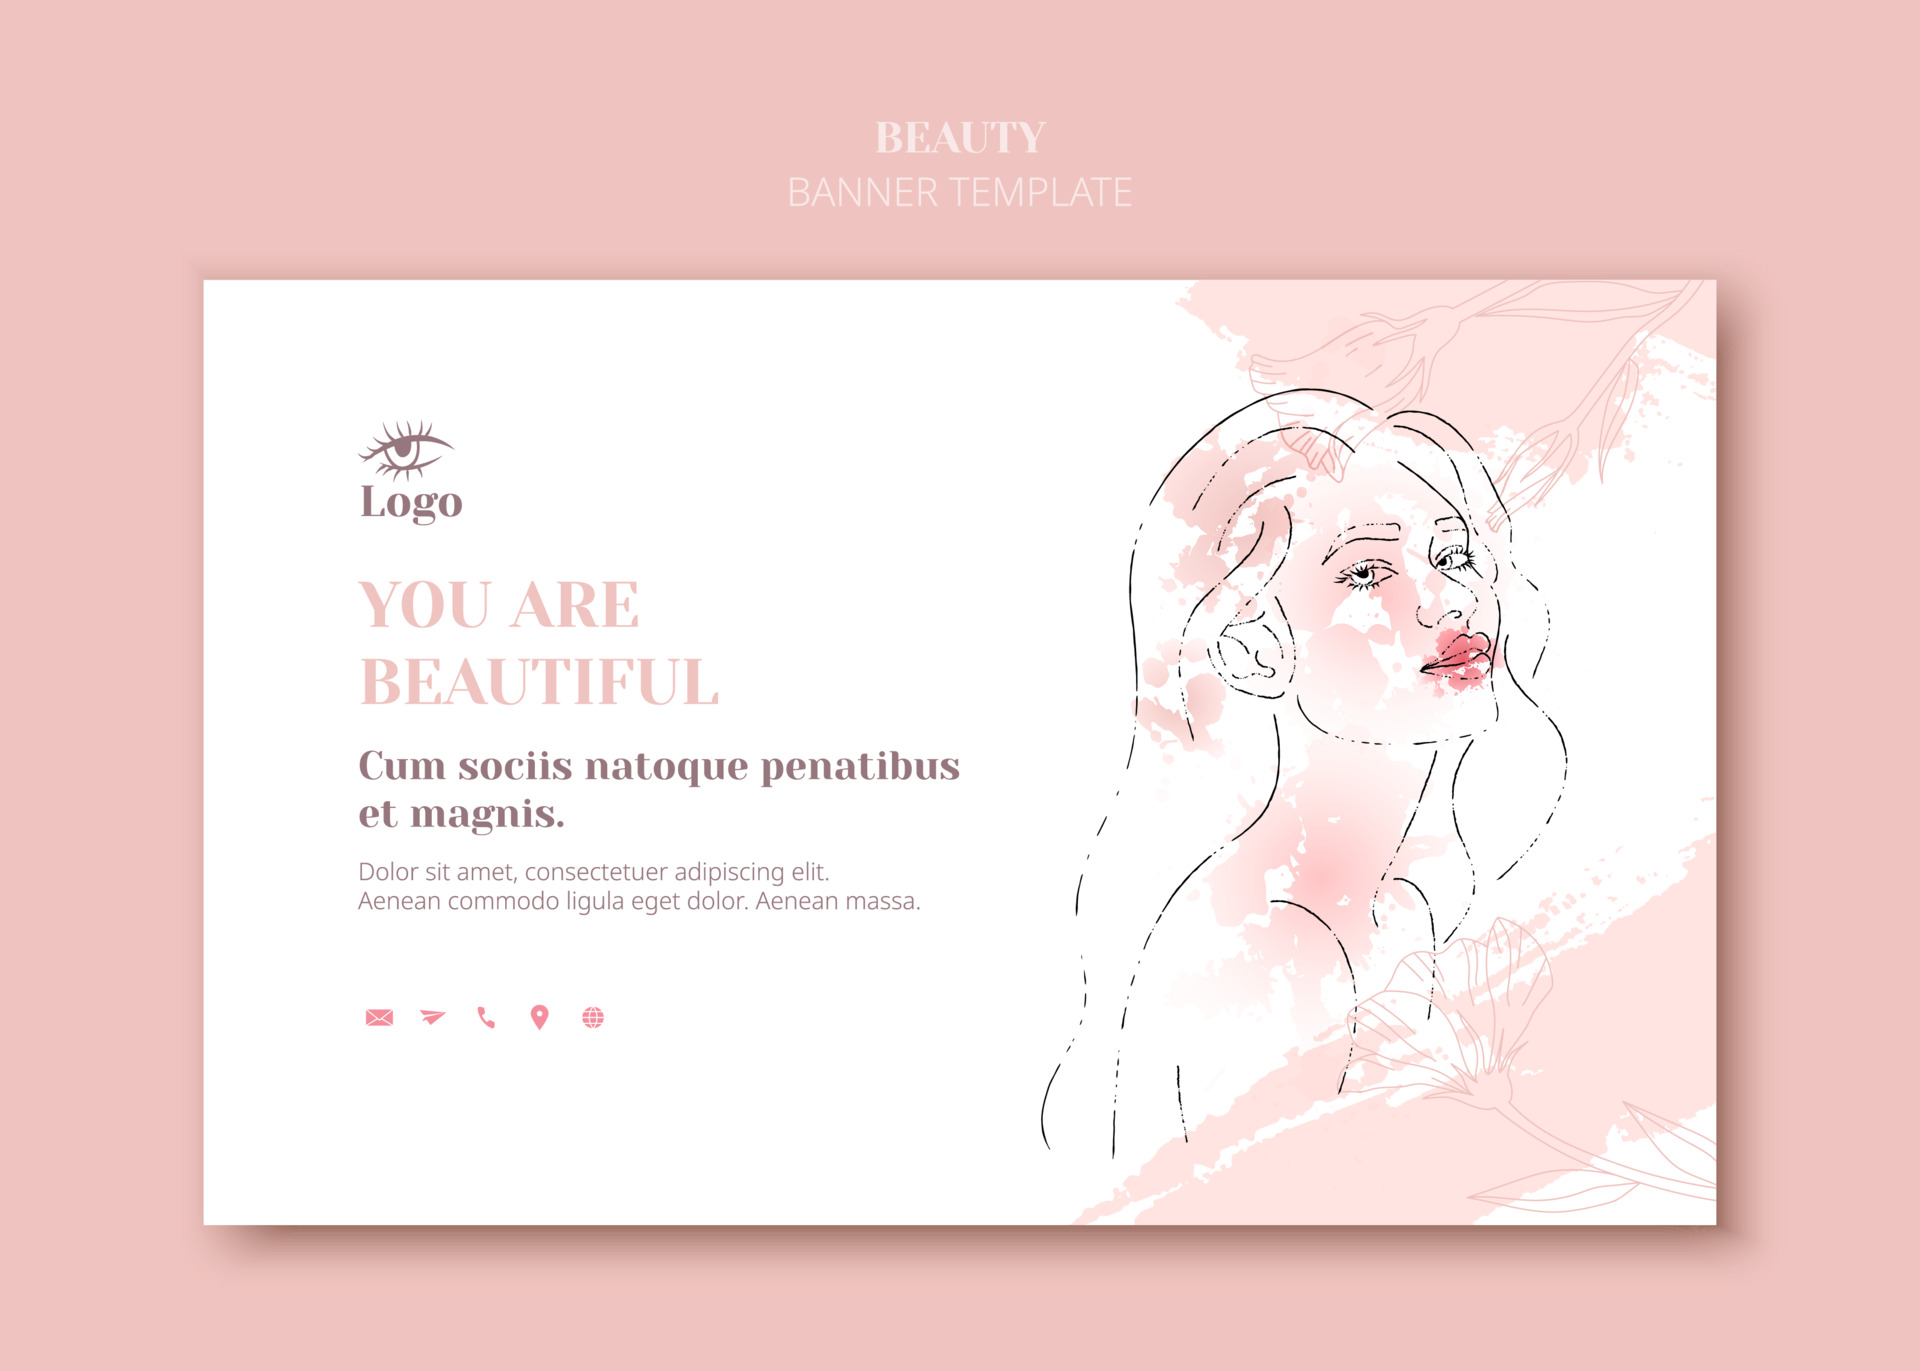 BEAUTY
BANNER TEMPLATE
Logo
YOU ARE
BEAUTIFUL
Cum sociis natoque penatibus
et magnis.
Dolor sit amet, consectetuer adipiscing elit.
Aenean commodo ligula eget dolor. Aenean massa.